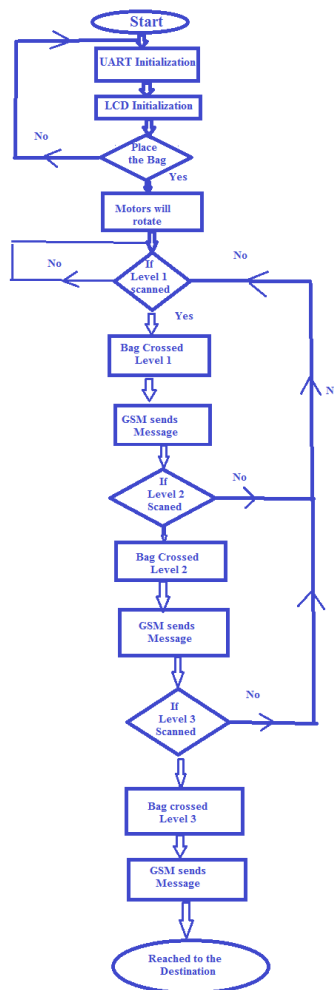 Start
UART Initialization
LCD Initialization
No
Place
the Bag
Yes
Motors will
rotate
No
If
Level 1
scanned
No
Yes
Bag Crossed
Level 1
N
GSM sends
Message
If
Level 2
Scaned
No
Bag Crossed
Level 2
GSM sends
Message
If
Level 3
Scanned
No
Bag crossed
Level 3
GSM sends
Message
Reached to the
Destination